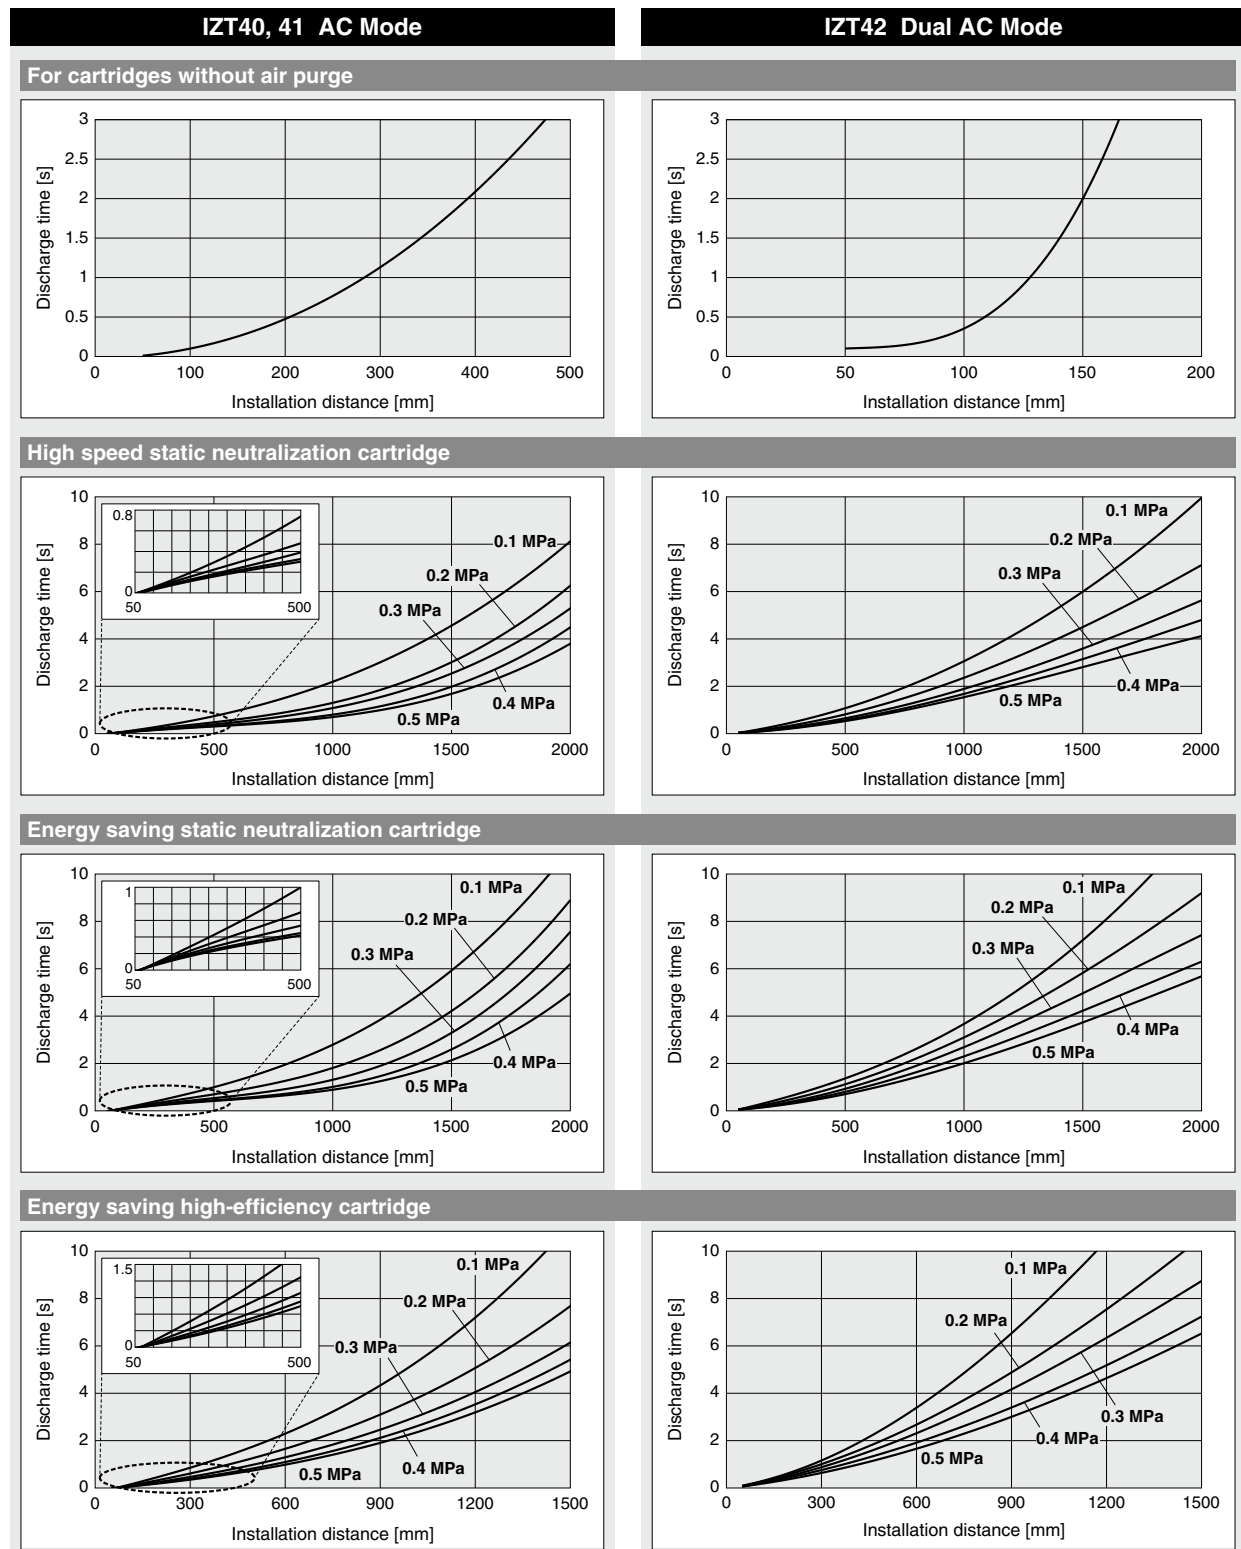 IZT40, 41 AC Mode
IZT42 Dual AC Mode
For cartridges without air purge
Discharge time [s]
3
2.5
2
1.5
1
0.5
0
0 100 200 300 400 500
Installation distance [mm]
Discharge time [s]
3
2.5
2
1.5
1
0.5
0
0 50 100 150 200
Installation distance [mm]
High speed static neutralization cartridge
Discharge time [s]
10
8
6
4
2
0
0.8
0
50 500
0.1 MPa
0.2 MPa
0.3 MPa
0.4 MPa
0.5 MPa
0 500 1000 1500 2000
Installation distance [mm]
Discharge time [s]
10
8
6
4
2
0
0.1 MPa
0.2 MPa
0.3 MPa
0.4 MPa
0.5 MPa
0 500 1000 1500 2000
Installation distance [mm]
Energy saving static neutralization cartridge
Discharge time [s]
10
8
6
4
2
0
1
0
50 500
0.1 MPa
0.2 MPa
0.3 MPa
0.4 MPa
0.5 MPa
0 500 1000 1500 2000
Installation distance [mm]
Discharge time [s]
10
8
6
4
2
0
0.1 MPa
0.2 MPa
0.3 MPa
0.4 MPa
0.5 MPa
0 500 1000 1500 2000
Installation distance [mm]
Energy saving high-efficiency cartridge
Discharge time [s]
10
8
6
4
2
0
1.5
0
50 500
0.1 MPa
0.2 MPa
0.3 MPa
0.4 MPa
0.5 MPa
0 300 600 900 1200 1500
Installation distance [mm]
Discharge time [s]
10
8
6
4
2
0
0.1 MPa
0.2 MPa
0.3 MPa
0.4 MPa
0.5 MPa
0 300 600 900 1200 1500
Installation distance [mm]